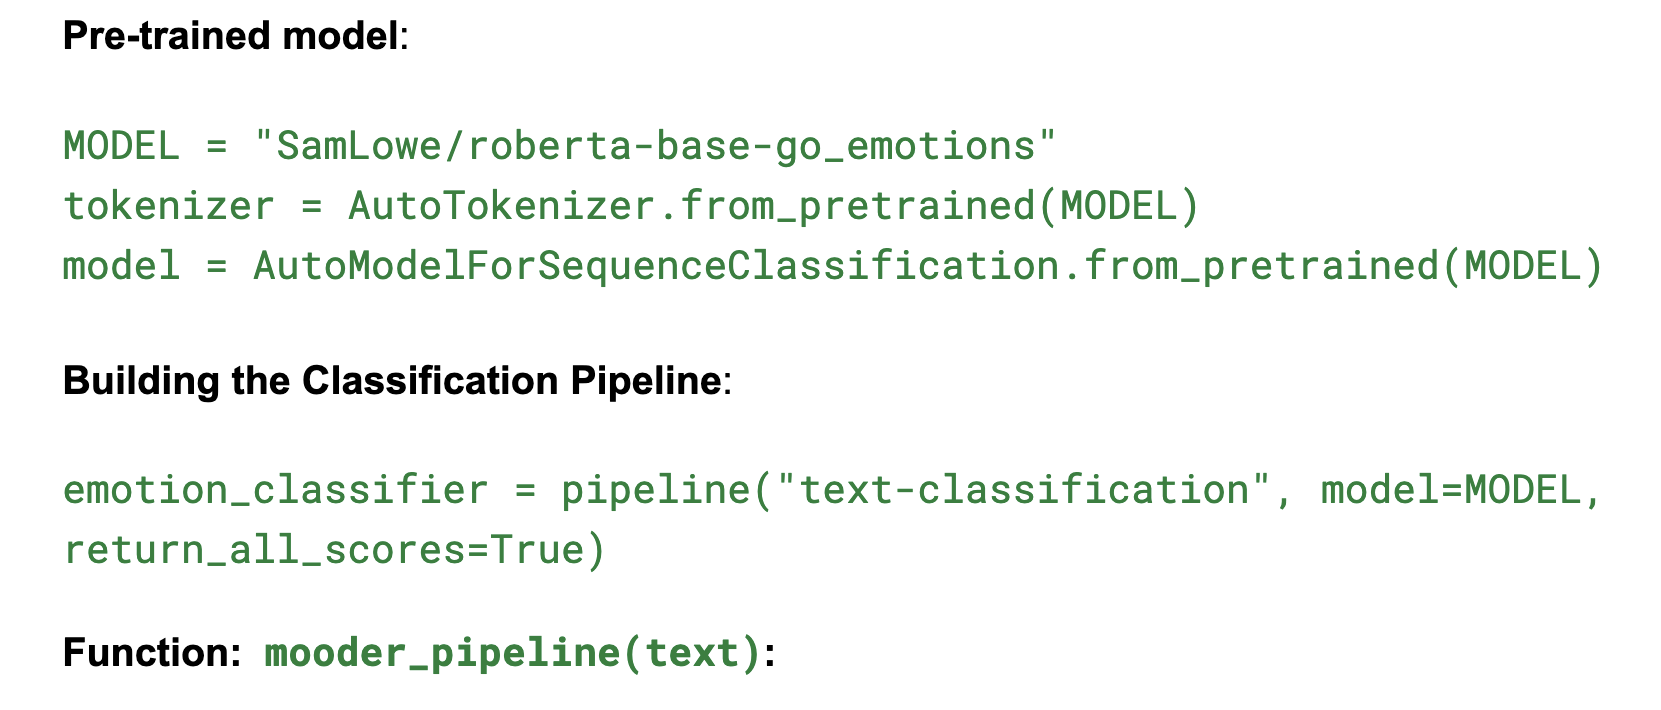 Pre-trained model:
MODEL = "SamLowe/roberta-base-go_emotions"
tokenizer = AutoTokenizer.from_pretrained(MODEL)
model = AutoModelForSequenceClassification.from_pretrained(MODEL)
Building the Classification Pipeline:
emotion_classifier = pipeline("text-classification", model=MODEL,
return_all_scores=True)
Function: mooder_pipeline(text):